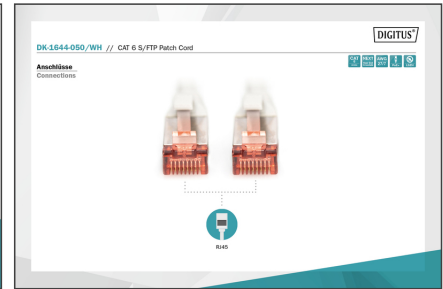 DIGITUS®
DK-1644-050/WH // CAT 6 S/FTP Patch Cord
Anschlüsse
Connections
RJ45